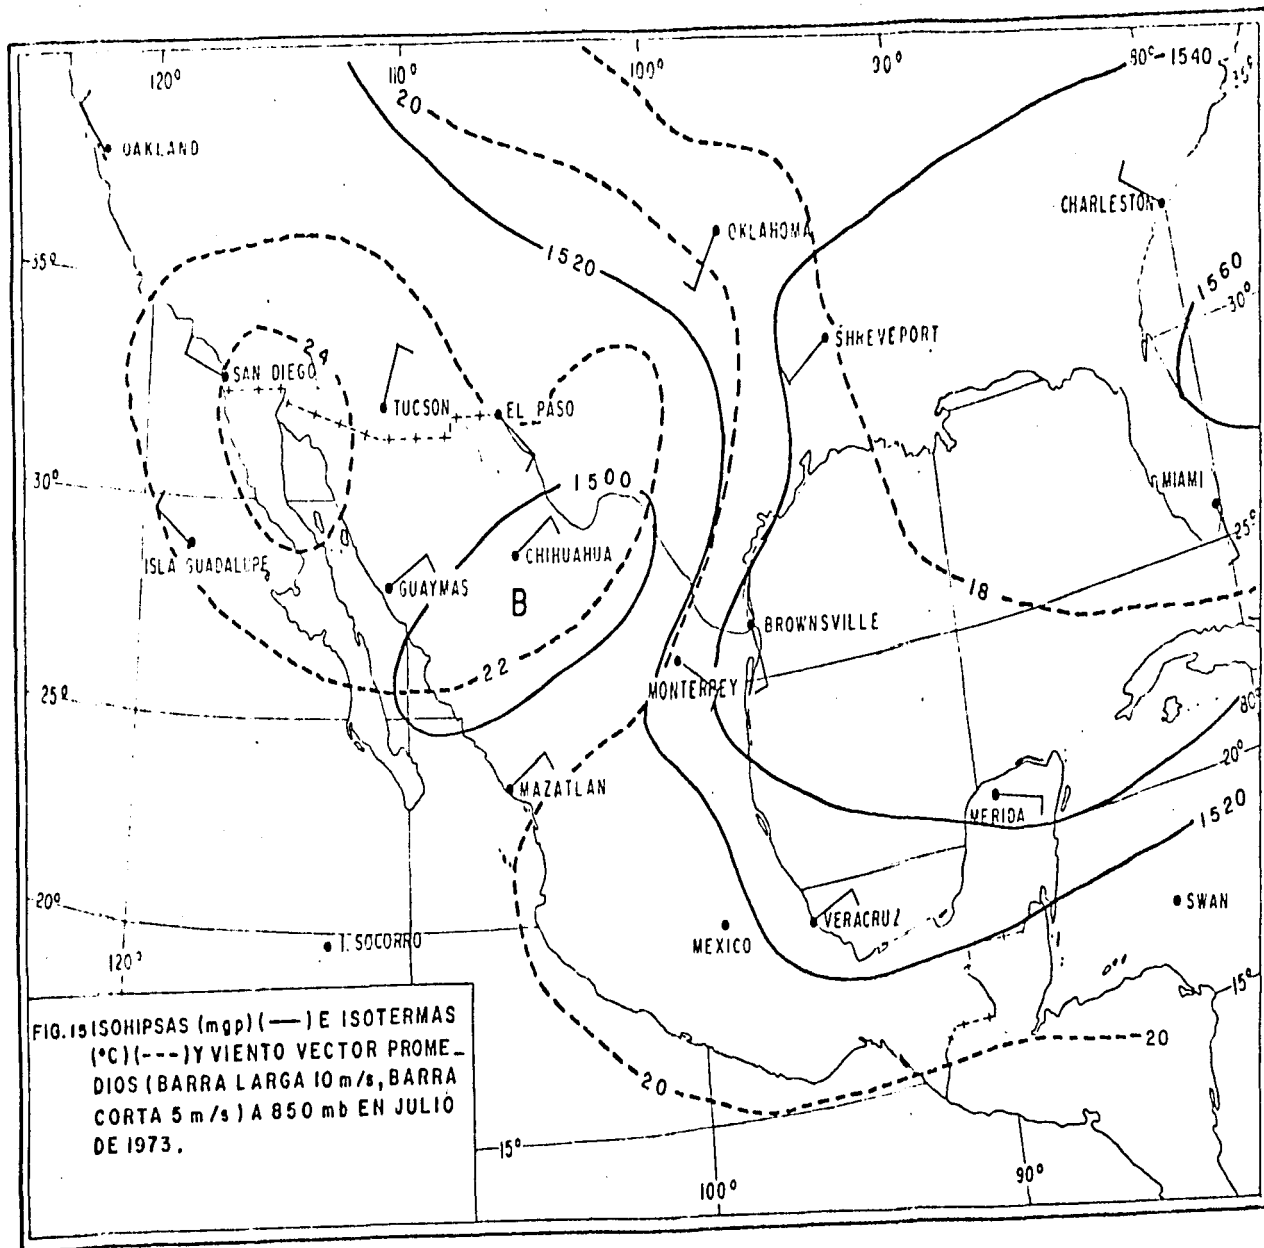 120°
110°
100°
90°
80°-1540
35°
20
OAKLAND
CHARLESTON
OKLAHOMA
35°
1520
1560
30°
24
SHREVEPORT
SAN DIEGO
TUCSON
EL PASO
30°
1500
MIAMI
25°
ISLA GUADALUPE
CHIHUAHUA
GUAYMAS
18
B
BROWNSVILLE
22
MONTERREY
25°
80°
20°
MAZATLAN
MERIDA
1520
20°
VERACRUZ
SWAN
I. SOCORRO
MEXICO
120°
15°
FIG.15 ISOHIPSAS (mgp) (—) E ISOTERMAS
(°C) (---) Y VIENTO VECTOR PROME-
DIOS (BARRA LARGA 10 m/s, BARRA
CORTA 5 m/s) A 850 mb EN JULIO
DE 1973.
20
20
15°
100°
90°